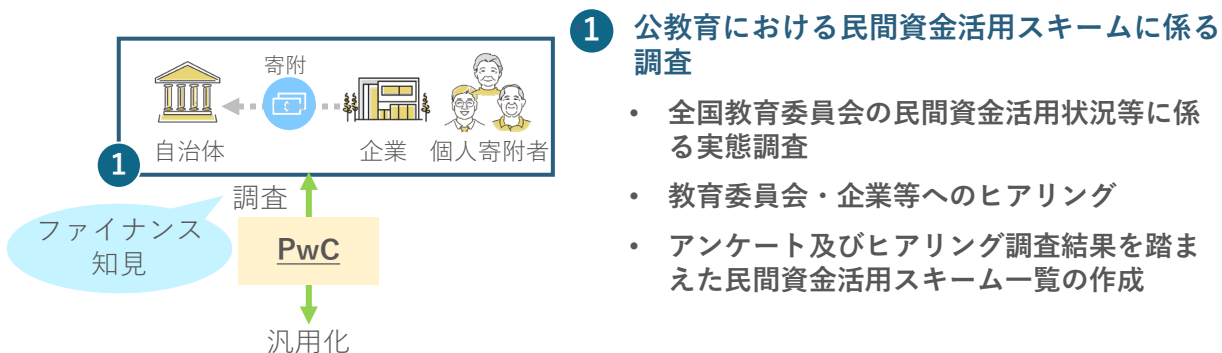 寄附
自治体
企業
個人寄附者
1
調査
ファイナンス
知見
PwC
汎用化
1 公教育における民間資金活用スキームに係る
調査
• 全国教育委員会の民間資金活用状況等に係
る実態調査
• 教育委員会・企業等へのヒアリング
• アンケート及びヒアリング調査結果を踏ま
えた民間資金活用スキーム一覧の作成